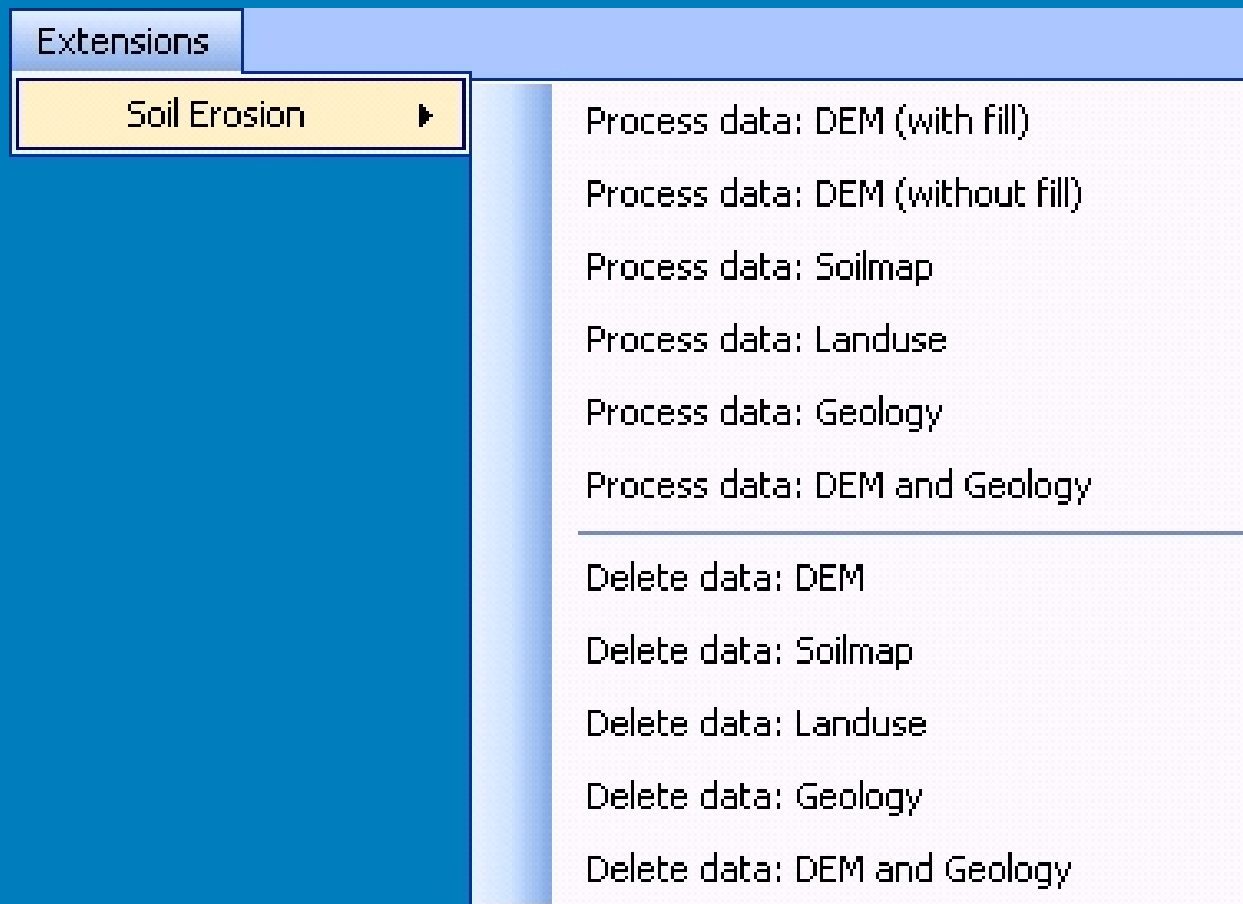 Extensions
Soil Erosion
Process data: DEM (with fill)
Process data: DEM (without fill)
Process data: Soilmap
Process data: Landuse
Process data: Geology
Process data: DEM and Geology
Delete data: DEM
Delete data: Soilmap
Delete data: Landuse
Delete data: Geology
Delete data: DEM and Geology